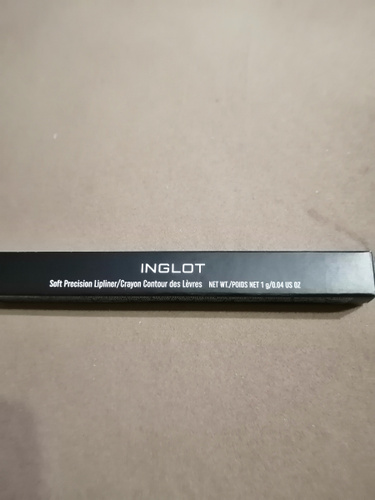 INGLOT
Soft Precision Lipliner/Crayon Contour des Lèvres NET WT./POIDS NET 1 g/0.04 US OZ